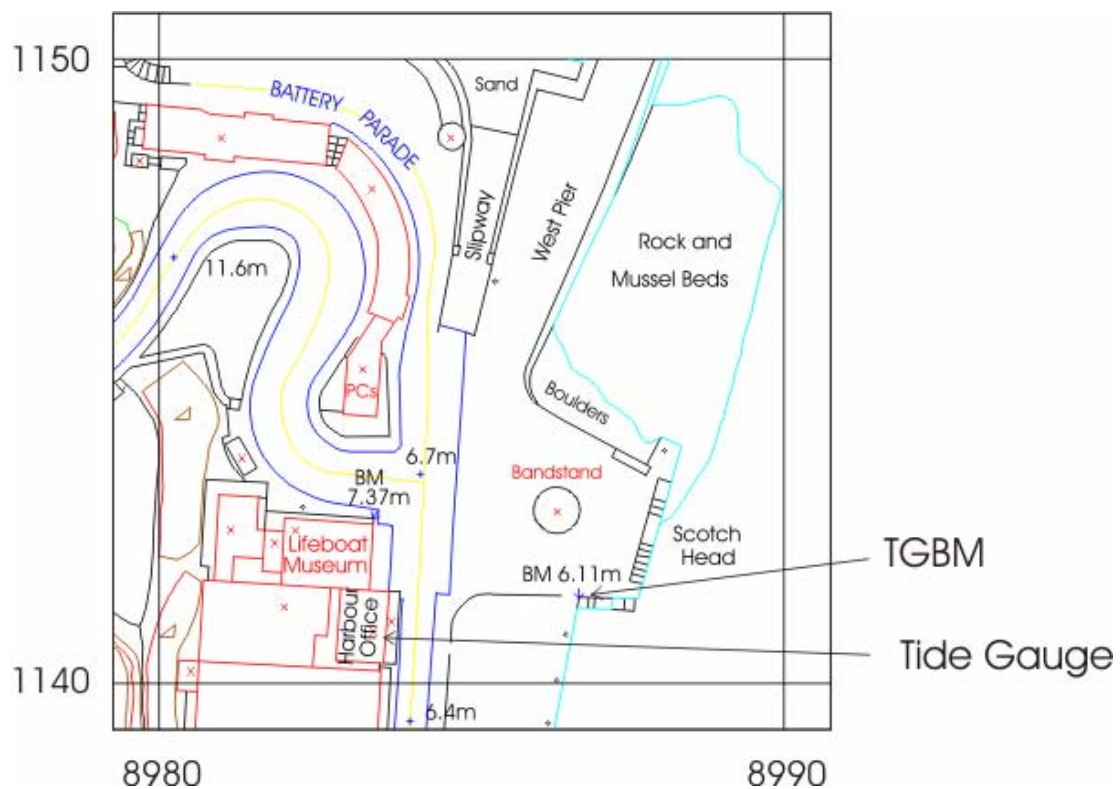 1150
Sand
BATTERY PARADE
Slipway
West Pier
Rock and
Mussel Beds
11.6m
PCs
Boulders
6.7m
BM
7.37m
Bandstand
Lifeboat
Museum
Scotch
Head
TGBM
BM 6.11m
Harbour
Office
Tide Gauge
1140
6.4m
8980
8990